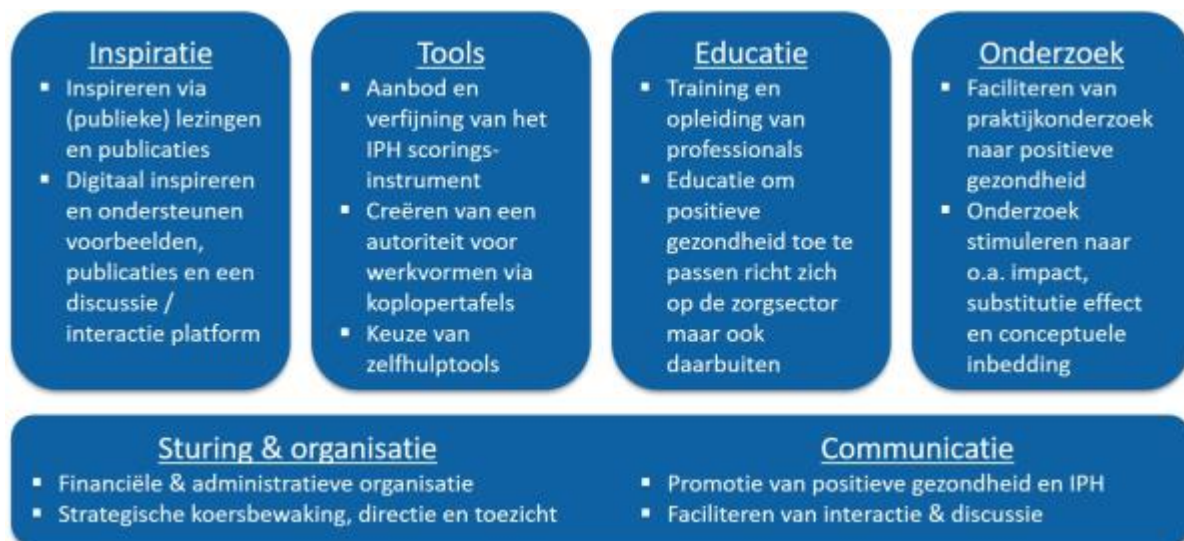 Inspiratie
▪ Inspireren via
(publieke) lezingen
en publicaties
▪ Digitaal inspireren
en ondersteunen
voorbeelden,
publicaties en een
discussie /
interactie platform
Tools
▪ Aanbod en
verfijning van het
IPH scorings-
instrument
▪ Creëren van een
autoriteit voor
werkvormen via
koplopertafels
▪ Keuze van
zelfhulptools
Educatie
▪ Training en
opleiding van
professionals
▪ Educatie om
positieve
gezondheid toe te
passen richt zich
op de zorgsector
maar ook
daarbuiten
Onderzoek
▪ Faciliteren van
praktijkonderzoek
naar positieve
gezondheid
▪ Onderzoek
stimuleren naar
o.a. impact,
substitutie effect
en conceptuele
inbedding
Sturing & organisatie
▪ Financiële & administratieve organisatie
▪ Strategische koersbewaking, directie en toezicht
Communicatie
▪ Promotie van positieve gezondheid en IPH
▪ Faciliteren van interactie & discussie